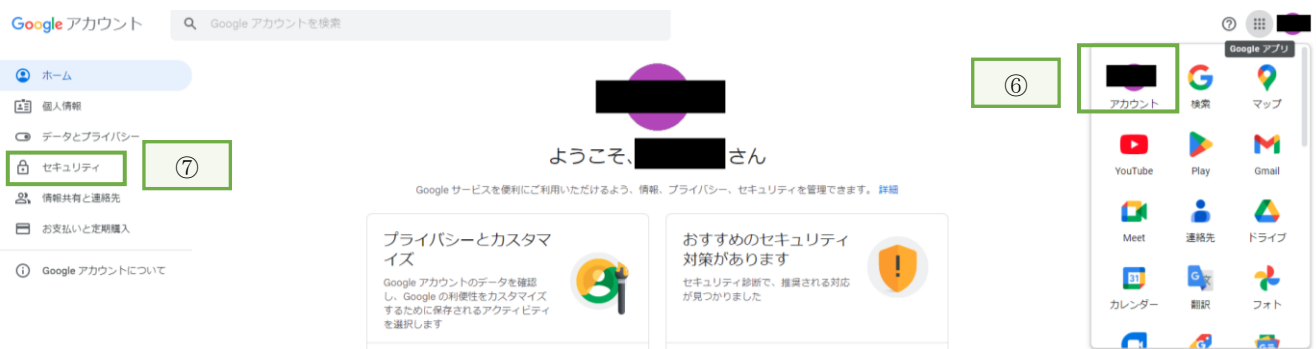 Google アカウント
Google アカウントを検索
Google アプリ
ホーム
個人情報
データとプライバシー
セキュリティ
情報共有と連絡先
お支払いと定期購入
Google アカウントについて
⑦
ようこそ、
さん
Google サービスを便利にご利用いただけるよう、情報、プライバシー、セキュリティを管理できます。 詳細
プライバシーとカスタマ
イズ
Google アカウントのデータを確認
し、Google の利便性をカスタマイズ
するために保存されるアクティビティ
を選択します
おすすめのセキュリティ
対策があります
セキュリティ診断で、推奨される対応
が見つかりました
⑥
アカウント 検索 マップ
YouTube Play Gmail
Meet 連絡先 ドライブ
31
G
カレンダー 翻訳 フォト